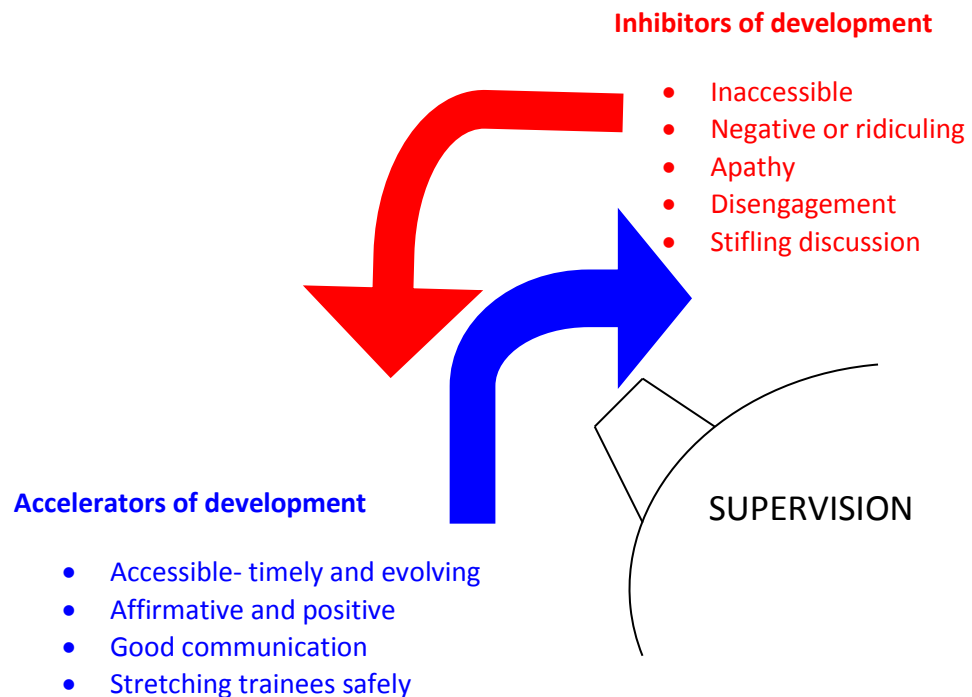 Inhibitors of development
• Inaccessible
• Negative or ridiculing
• Apathy
• Disengagement
• Stifling discussion
SUPERVISION
Accelerators of development
• Accessible- timely and evolving
• Affirmative and positive
• Good communication
• Stretching trainees safely